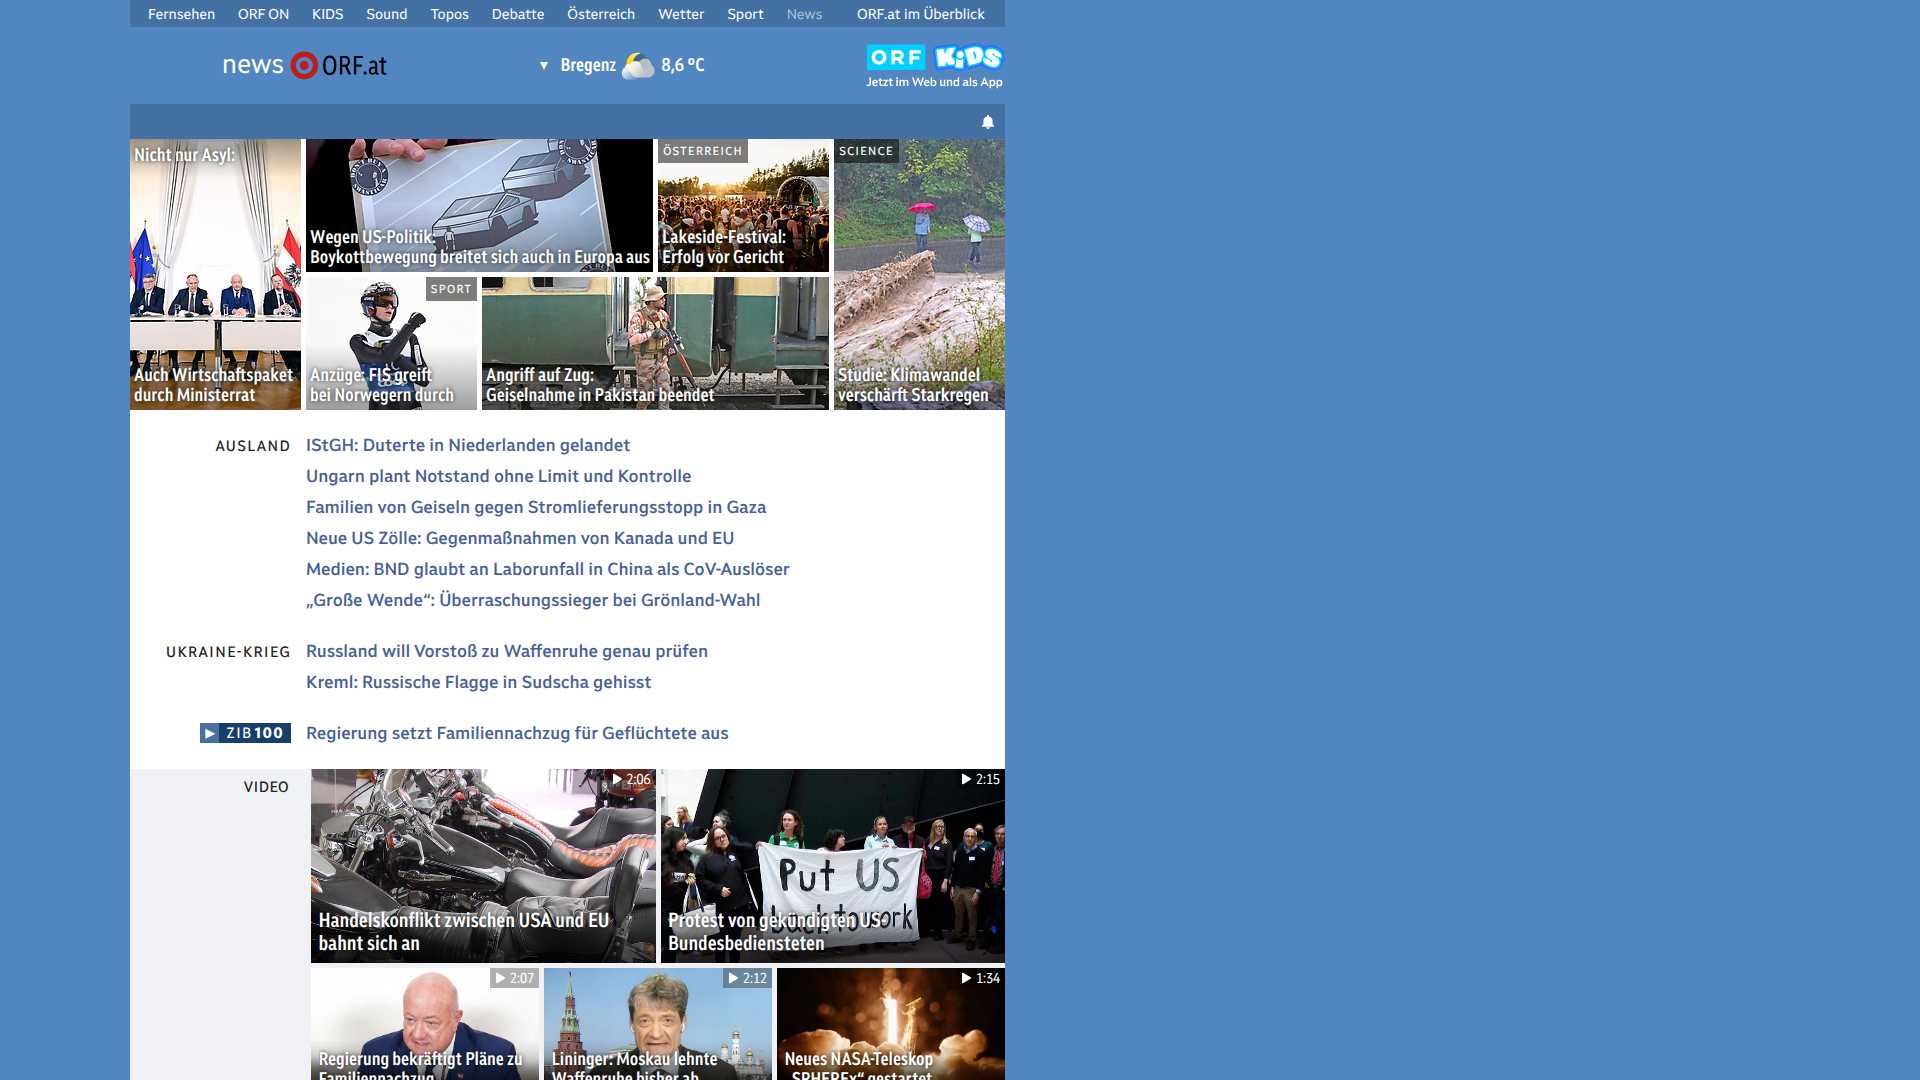 Fernsehen ORF ON KIDS Sound Topos Debatte Österreich Wetter Sport News ORF.at im Überblick
news ORF.at
▼ Bregenz 8,6 °C
ORF KiDS
Jetzt im Web und als App
Nicht nur Asyl:
Auch Wirtschaftspaket
durch Ministerrat
Wegen US-Politik:
Boykottbewegung breitet sich auch in Europa aus
ÖSTERREICH
Lakeside-Festival:
Erfolg vor Gericht
SCIENCE
Studie: Klimawandel
verschärft Starkregen
SPORT
Anzüge: FIS greift
bei Norwegern durch
Angriff auf Zug:
Geiselnahme in Pakistan beendet
AUSLAND
IStGH: Duterte in Niederlanden gelandet
Ungarn plant Notstand ohne Limit und Kontrolle
Familien von Geiseln gegen Stromlieferungsstopp in Gaza
Neue US Zölle: Gegenmaßnahmen von Kanada und EU
Medien: BND glaubt an Laborunfall in China als CoV-Auslöser
„Große Wende“: Überraschungssieger bei Grönland-Wahl
UKRAINE-KRIEG
Russland will Vorstoß zu Waffenruhe genau prüfen
Kreml: Russische Flagge in Sudscha gehisst
ZIB100
Regierung setzt Familiennachzug für Geflüchtete aus
VIDEO
2:06
Handelskonflikt zwischen USA und EU
bahnt sich an
2:15
Put US
back to work
Protest von gekündigten US-
Bundesbediensteten
2:07
Regierung bekräftigt Pläne zu
Familiennachzug
2:12
Lininger: Moskau lehnte
Waffenruhe bisher ab
1:34
Neues NASA-Teleskop
„SPHEREx“ gestartet